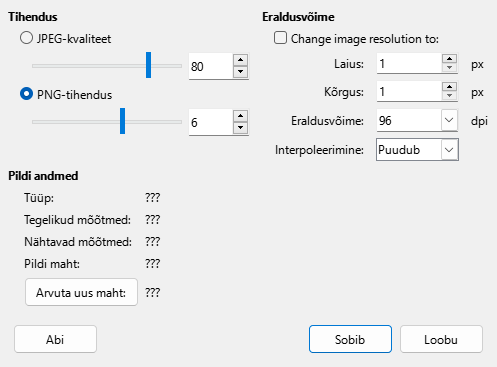 Tihendus
JPEG-kvaliteet
80
PNG-tihendus
6
Eraldusvõime
Change image resolution to:
Laius: 1 px
Kõrgus: 1 px
Eraldusvõime: 96 dpi
Interpoleerimine: Puudub
Pildi andmed
Tüüp: ???
Tegelikud mõõtmed: ???
Nähtavad mõõtmed: ???
Pildi maht: ???
Arvuta uus maht: ???
Abi Sobib Loobu